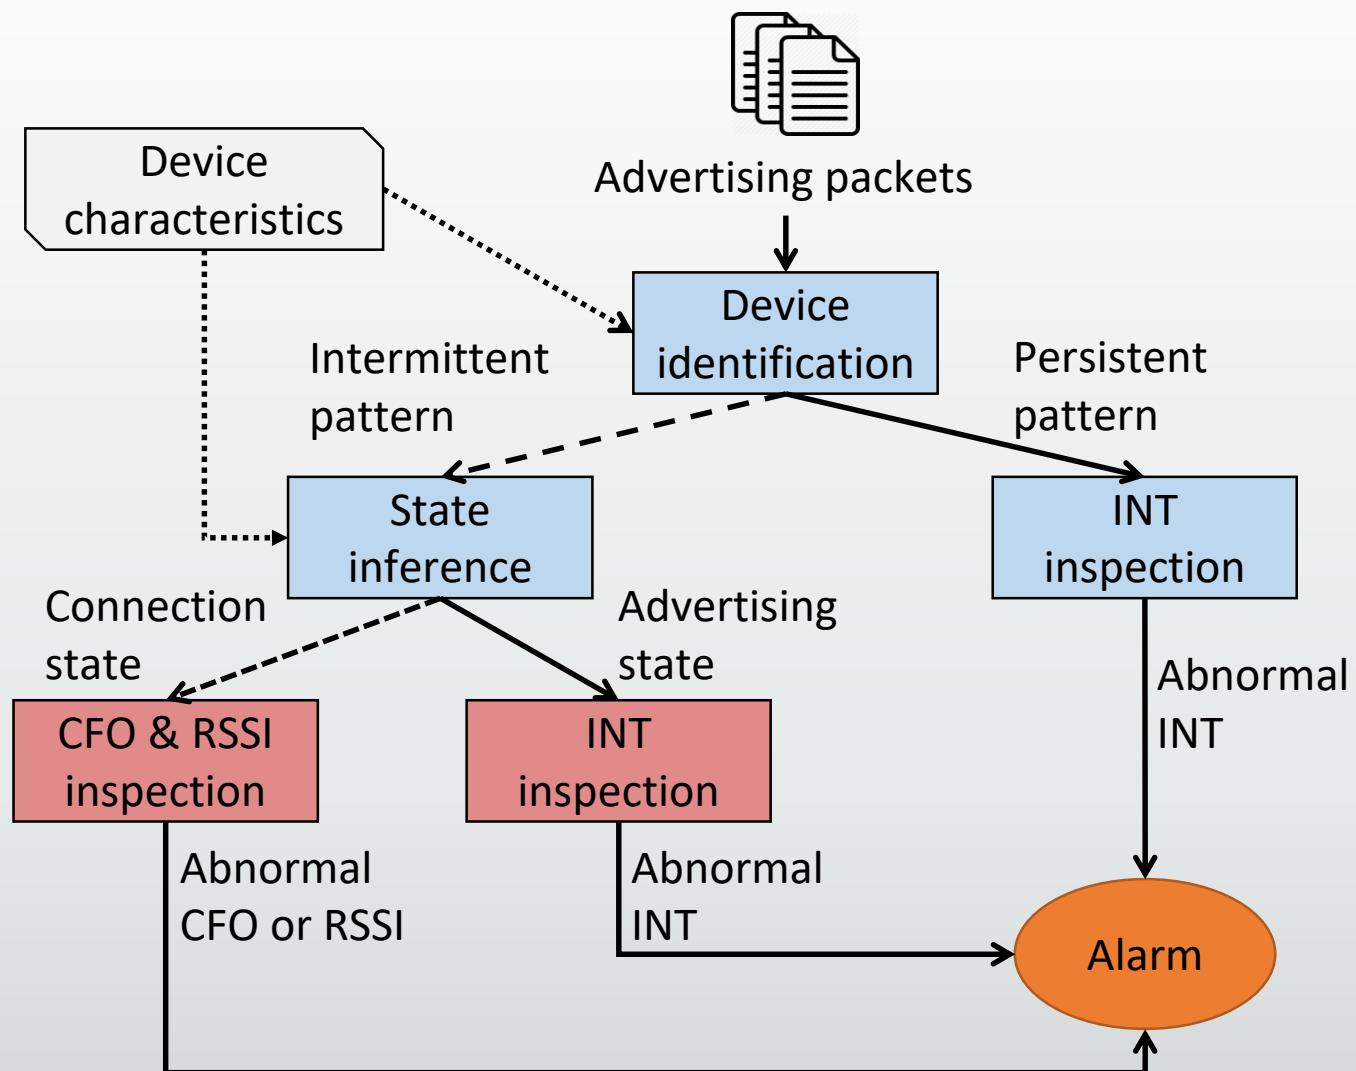 Advertising packets
Device
characteristics
Device
identification
Intermittent
pattern
Persistent
pattern
State
inference
INT
inspection
Connection
state
Advertising
state
CFO & RSSI
inspection
INT
inspection
Abnormal
INT
Abnormal
CFO or RSSI
Abnormal
INT
Alarm